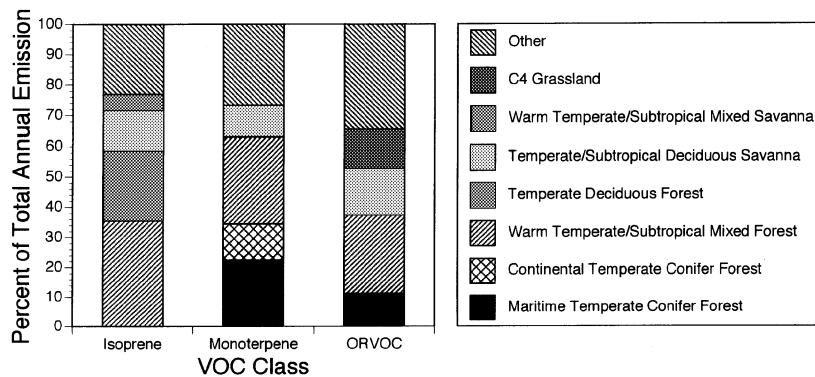 Percent of Total Annual Emission
100
90
80
70
60
50
40
30
20
10
0
Isoprene
Monoterpene
ORVOC
VOC Class
Other
C4 Grassland
Warm Temperate/Subtropical Mixed Savanna
Temperate/Subtropical Deciduous Savanna
Temperate Deciduous Forest
Warm Temperate/Subtropical Mixed Forest
Continental Temperate Conifer Forest
Maritime Temperate Conifer Forest